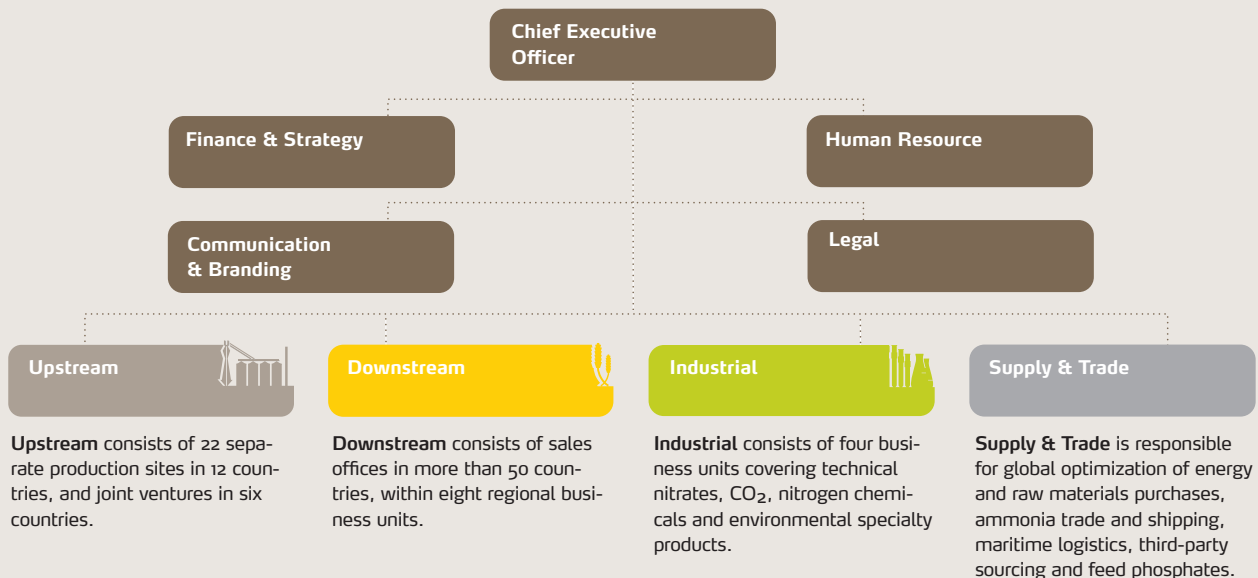 Chief Executive
Officer
Finance & Strategy
Human Resource
Communication
& Branding
Legal
Upstream
Downstream
Industrial
Supply & Trade
Upstream consists of 22 sepa-
rate production sites in 12 coun-
tries, and joint ventures in six
countries.
Downstream consists of sales
offices in more than 50 coun-
tries, within eight regional busi-
ness units.
Industrial consists of four busi-
ness units covering technical
nitrates, CO₂, nitrogen chemi-
cals and environmental specialty
products.
Supply & Trade is responsible
for global optimization of energy
and raw materials purchases,
ammonia trade and shipping,
maritime logistics, third-party
sourcing and feed phosphates.